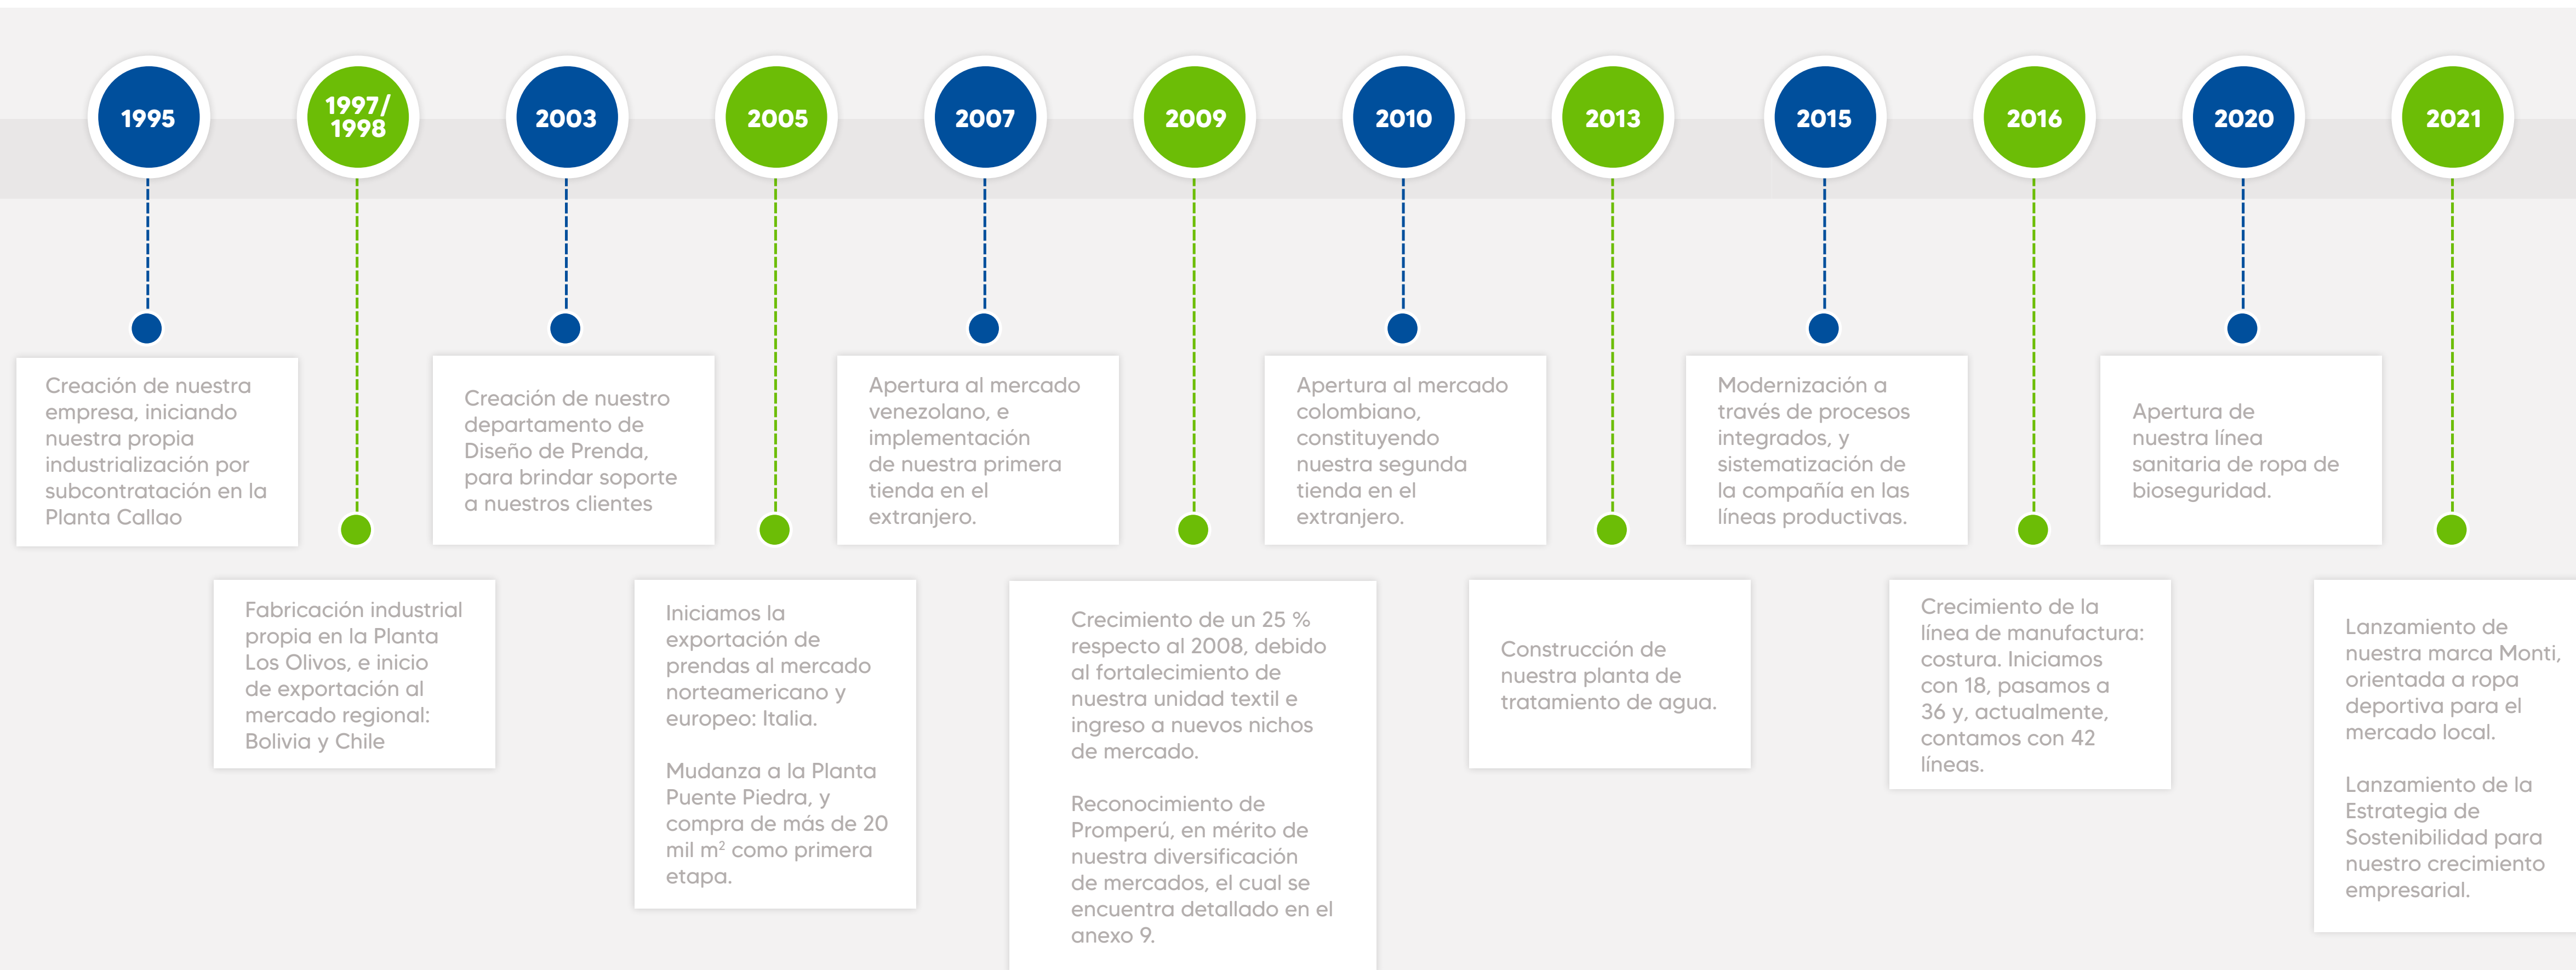 1995
1997/
1998
2003
2005
2007
2009
2010
2013
2015
2016
2020
2021
Creación de nuestra
empresa, iniciando
nuestra propia
industrialización por
subcontratación en la
Planta Callao
Fabricación industrial
propia en la Planta
Los Olivos, e inicio
de exportación al
mercado regional:
Bolivia y Chile
Creación de nuestro
departamento de
Diseño de Prenda,
para brindar soporte
a nuestros clientes
Iniciamos la
exportación de
prendas al mercado
norteamericano y
europeo: Italia.
Mudanza a la Planta
Puente Piedra, y
compra de más de 20
mil m² como primera
etapa.
Apertura al mercado
venezolano, e
implementación
de nuestra primera
tienda en el
extranjero.
Crecimiento de un 25 %
respecto al 2008, debido
al fortalecimiento de
nuestra unidad textil e
ingreso a nuevos nichos
de mercado.
Reconocimiento de
Promperú, en mérito de
nuestra diversificación
de mercados, el cual se
encuentra detallado en el
anexo 9.
Apertura al mercado
colombiano,
constituyendo
nuestra segunda
tienda en el
extranjero.
Construcción de
nuestra planta de
tratamiento de agua.
Modernización a
través de procesos
integrados, y
sistematización de
la compañía en las
líneas productivas.
Crecimiento de la
línea de manufactura:
costura. Iniciamos
con 18, pasamos a
36 y, actualmente,
contamos con 42
líneas.
Apertura de
nuestra línea
sanitaria de ropa de
bioseguridad.
Lanzamiento de
nuestra marca Monti,
orientada a ropa
deportiva para el
mercado local.
Lanzamiento de la
Estrategia de
Sostenibilidad para
nuestro crecimiento
empresarial.